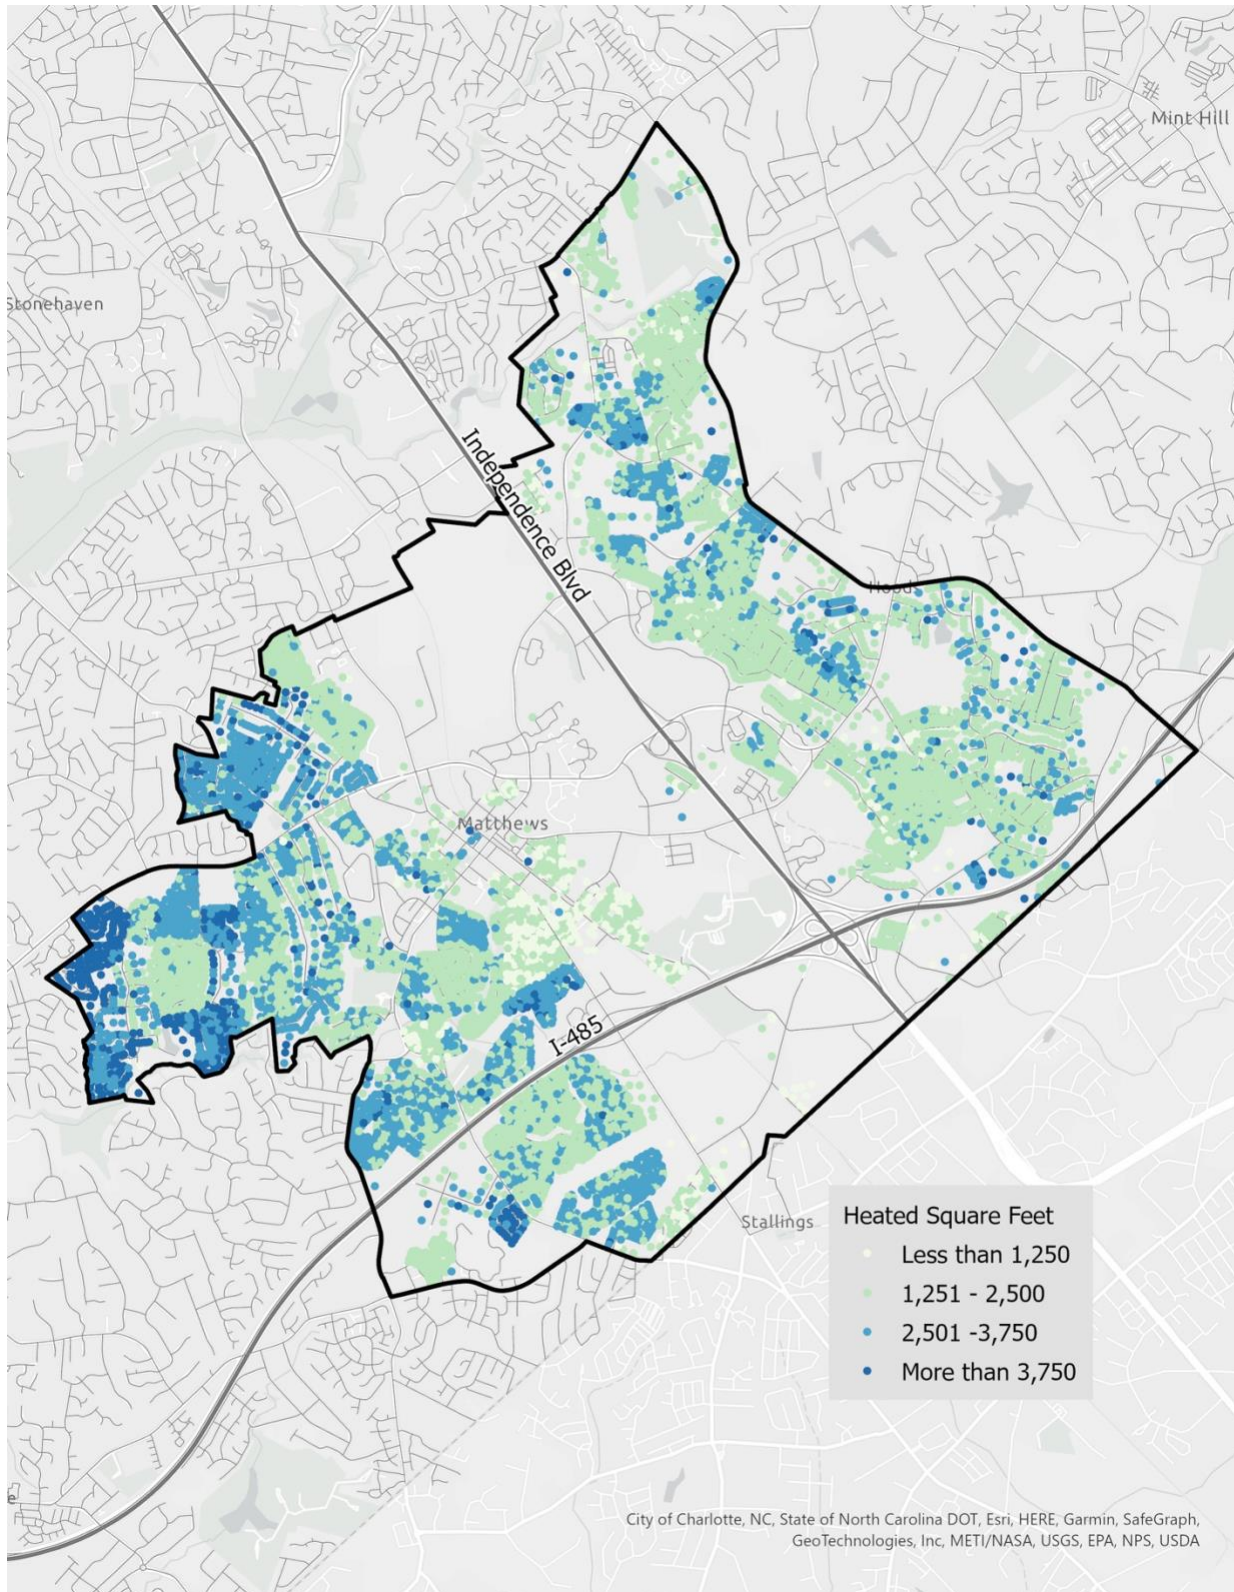 Mint Hill
Stonehaven
Independence Blvd
Hood
Matthews
I-485
Stallings
Heated Square Feet
Less than 1,250
1,251 - 2,500
2,501 -3,750
More than 3,750
e
City of Charlotte, NC, State of North Carolina DOT, Esri, HERE, Garmin, SafeGraph,
GeoTechnologies, Inc, METI/NASA, USGS, EPA, NPS, USDA